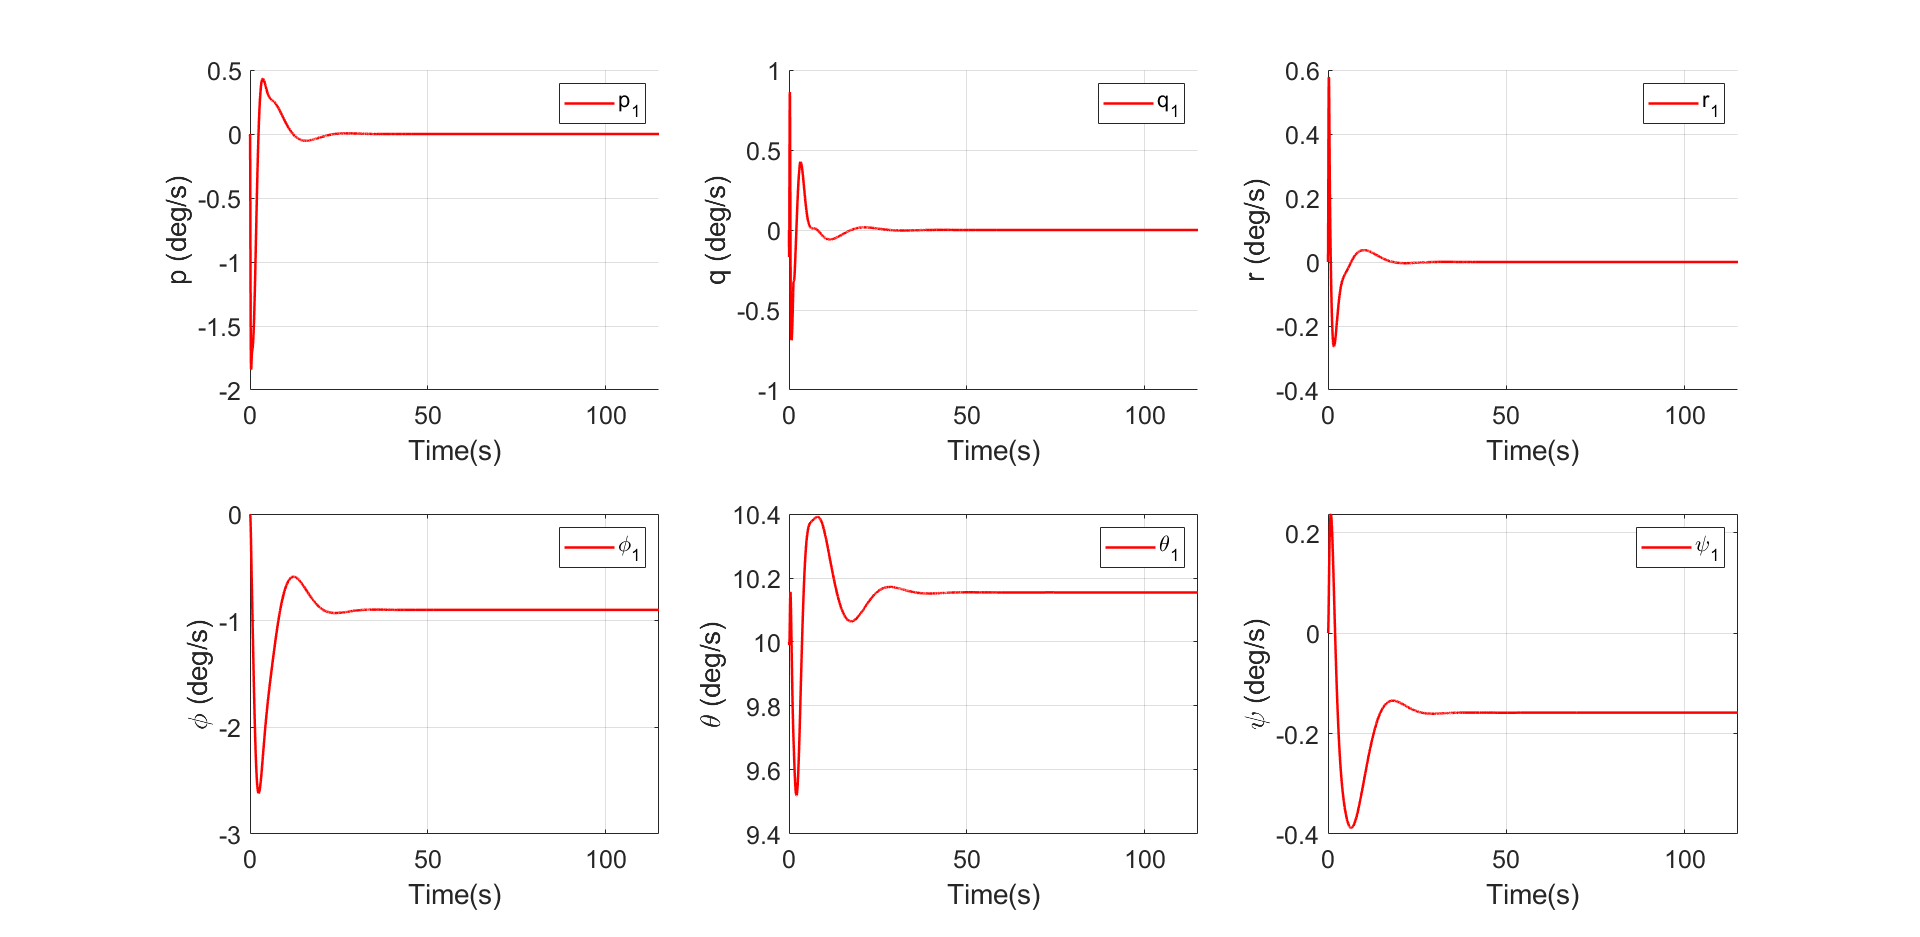 p (deg/s)
0.5
0
-0.5
-1
-1.5
-2
p₁
0 50 100
Time(s)
q (deg/s)
1
0.5
0
-0.5
-1
q₁
0 50 100
Time(s)
r (deg/s)
0.6
0.4
0.2
0
-0.2
-0.4
r₁
0 50 100
Time(s)
ϕ (deg/s)
0
-1
-2
-3
ϕ₁
0 50 100
Time(s)
θ (deg/s)
10.4
10.2
10
9.8
9.6
9.4
θ₁
0 50 100
Time(s)
ψ (deg/s)
0.2
0
-0.2
-0.4
ψ₁
0 50 100
Time(s)